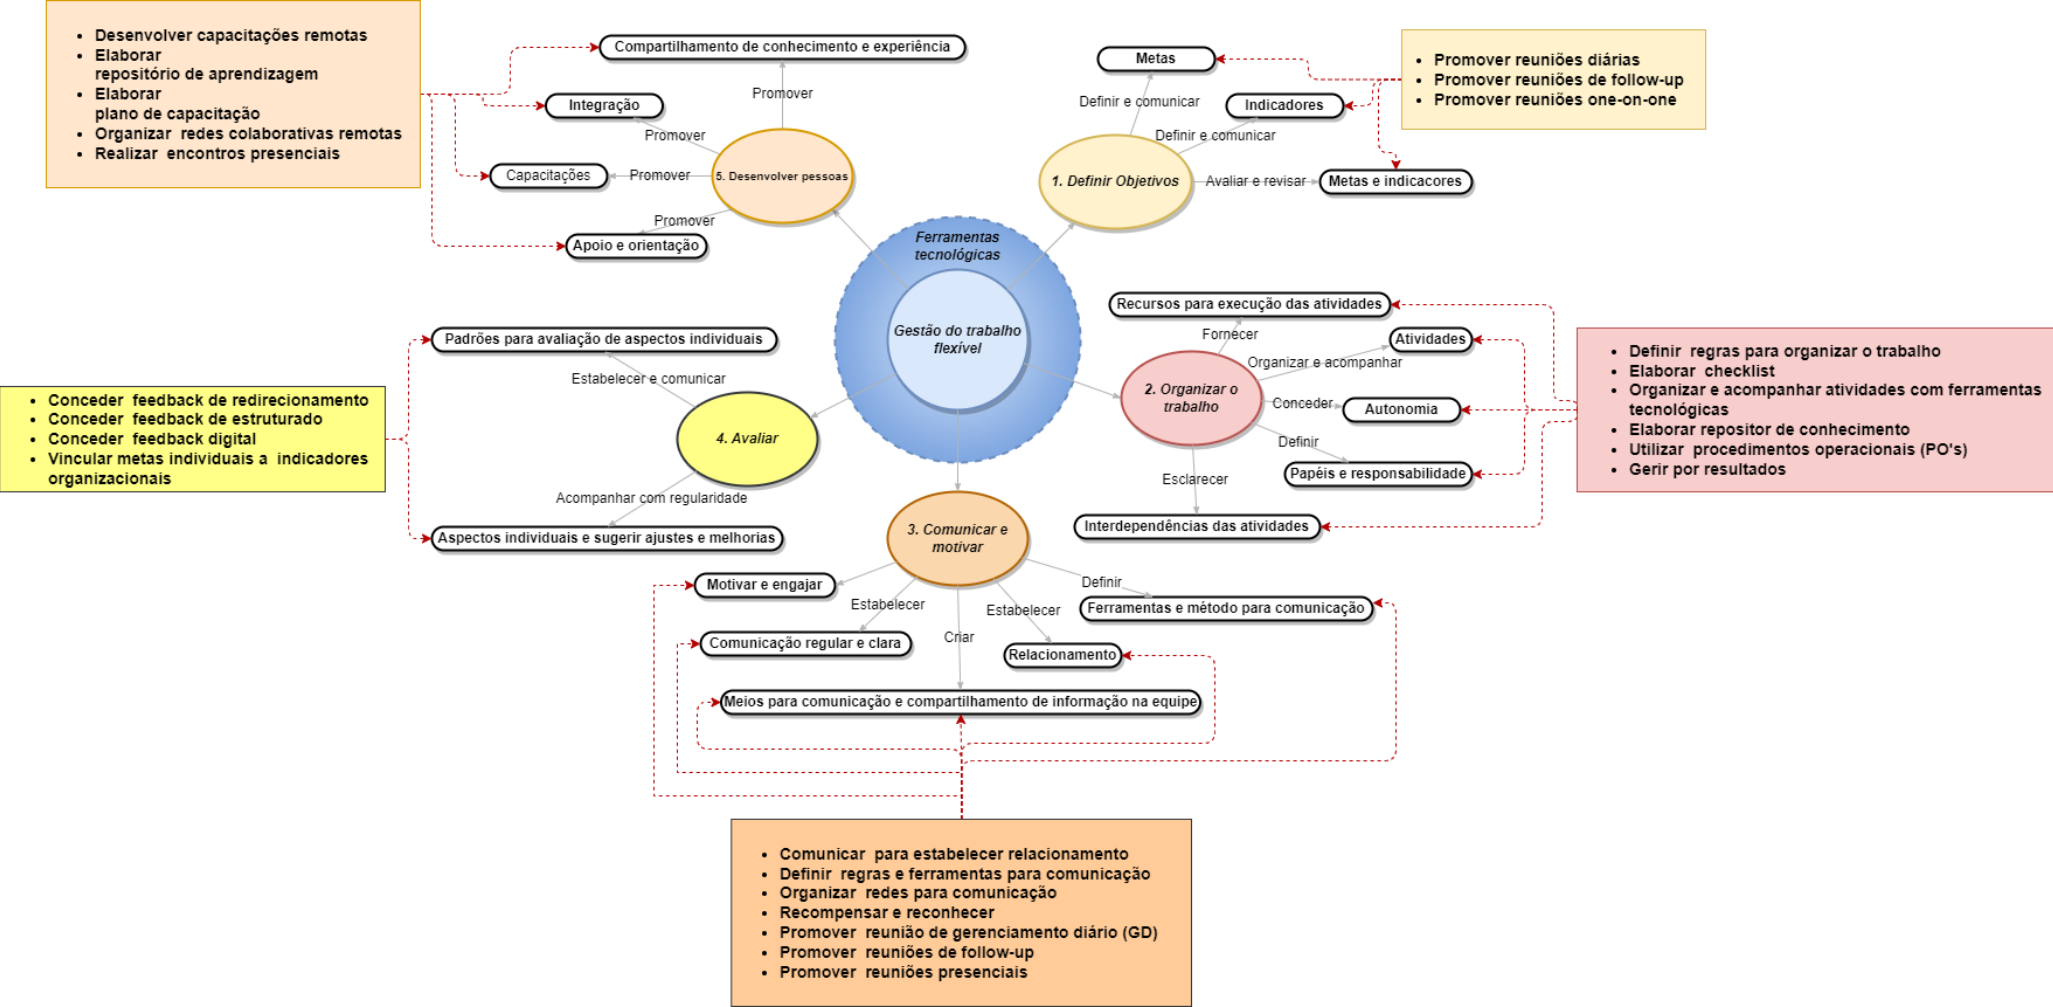 • Desenvolver capacitações remotas
• Elaborar
repositório de aprendizagem
• Elaborar
plano de capacitação
• Organizar redes colaborativas remotas
• Realizar encontros presenciais
Compartilhamento de conhecimento e experiência
Promover
Integração
Promover
Capacitações
Promover
Promover
Apoio e orientação
5. Desenvolver pessoas
Metas
Definir e comunicar
Indicadores
Definir e comunicar
1. Definir Objetivos
Avaliar e revisar
Metas e indicacores
• Promover reuniões diárias
• Promover reuniões de follow-up
• Promover reuniões one-on-one
Ferramentas
tecnológicas
Gestão do trabalho
flexível
Recursos para execução das atividades
Fornecer
Atividades
Organizar e acompanhar
2. Organizar o
trabalho
Conceder
Autonomia
Definir
Papéis e responsabilidade
Esclarecer
Interdependências das atividades
• Definir regras para organizar o trabalho
• Elaborar checklist
• Organizar e acompanhar atividades com ferramentas
tecnológicas
• Elaborar repositor de conhecimento
• Utilizar procedimentos operacionais (PO's)
• Gerir por resultados
Padrões para avaliação de aspectos individuais
Estabelecer e comunicar
4. Avaliar
Acompanhar com regularidade
Aspectos individuais e sugerir ajustes e melhorias
• Conceder feedback de redirecionamento
• Conceder feedback de estruturado
• Conceder feedback digital
• Vincular metas individuais a indicadores
organizacionais
3. Comunicar e
motivar
Motivar e engajar
Estabelecer
Comunicação regular e clara
Criar
Estabelecer
Relacionamento
Definir
Ferramentas e método para comunicação
Meios para comunicação e compartilhamento de informação na equipe
• Comunicar para estabelecer relacionamento
• Definir regras e ferramentas para comunicação
• Organizar redes para comunicação
• Recompensar e reconhecer
• Promover reunião de gerenciamento diário (GD)
• Promover reuniões de follow-up
• Promover reuniões presenciais